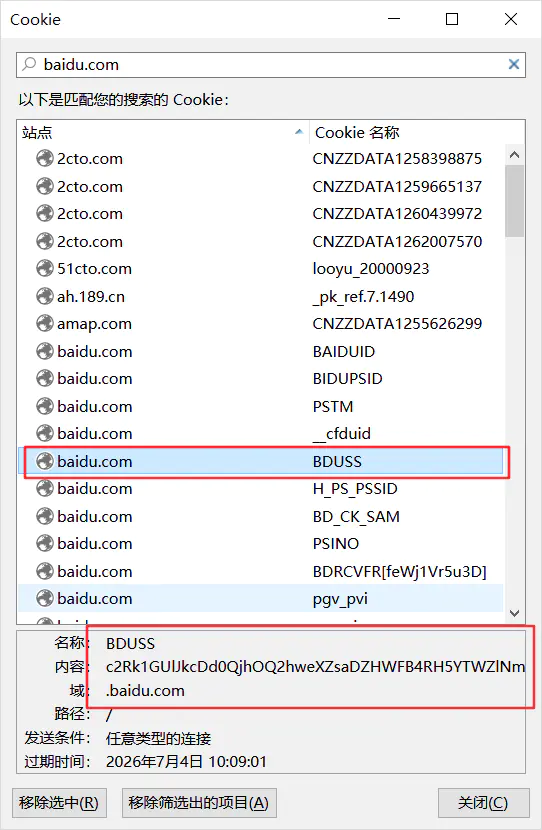 Cookie
baidu.com
以下是匹配您的搜索的 Cookie：
站点 Cookie 名称
2cto.com CNZZDATA1258398875
2cto.com CNZZDATA1259665137
2cto.com CNZZDATA1260439972
2cto.com CNZZDATA1262007570
51cto.com looyu_20000923
ah.189.cn _pk_ref.7.1490
amap.com CNZZDATA1255626299
baidu.com BAIDUID
baidu.com BIDUPSID
baidu.com PSTM
baidu.com __cfduid
baidu.com BDUSS
baidu.com H_PS_PSSID
baidu.com BD_CK_SAM
baidu.com PSINO
baidu.com BDRCVFR[feWj1Vr5u3D]
baidu.com pgv_pvi
名称： BDUSS
内容： c2Rk1GUlJkcDd0QjhOQ2hweXZsaDZHWFB4RH5YTWZlNm
域： .baidu.com
路径： /
发送条件： 任意类型的连接
过期时间： 2026年7月4日 10:09:01
移除选中(R) 移除筛选出的项目(A) 关闭(C)